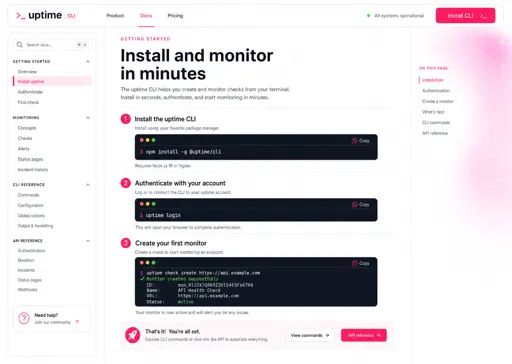 >_ uptime CLI
Product
Docs
Pricing
All systems operational
Install CLI >_
Search docs...
⌘ K
GETTING STARTED
Overview
Install uptime
Authenticate
First check
MONITORING
Concepts
Checks
Alerts
Status pages
Incident history
CLI REFERENCE
Commands
Configuration
Global options
Output & formatting
API REFERENCE
Authentication
Monitors
Incidents
Status pages
Webhooks
Need help?
Join our community
GETTING STARTED
Install and monitor
in minutes
The uptime CLI helps you create and monitor checks from your terminal.
Install in seconds, authenticate, and start monitoring in minutes.
1 Install the uptime CLI
Install using your favorite package manager.
Copy
$ npm install -g @uptime/cli
Requires Node.js 16 or higher.
2 Authenticate with your account
Log in to connect the CLI to your uptime account.
Copy
$ uptime login
This will open your browser to complete authentication.
3 Create your first monitor
Create a check to start monitoring an endpoint.
Copy
$ uptime check create https://api.example.com
✓ Monitor created successfully
ID:
Name: API Health Check
URL: https://api.example.com
Status: active
Your monitor is now active and will alert you on any issues.
That's it! You're all set.
Explore CLI commands or dive into the API to automate everything.
View commands →
API reference →
ON THIS PAGE
Installation
Authentication
Create a monitor
What's next
CLI commands
API reference